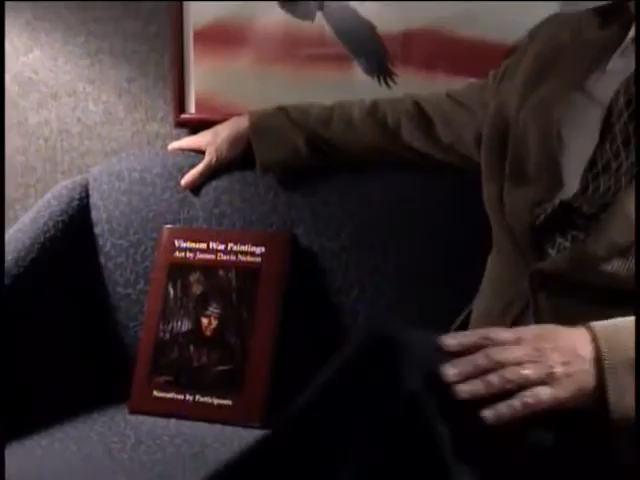 Vietnam War Paintings
Art by James Davis Nelson
Narratives by Participants